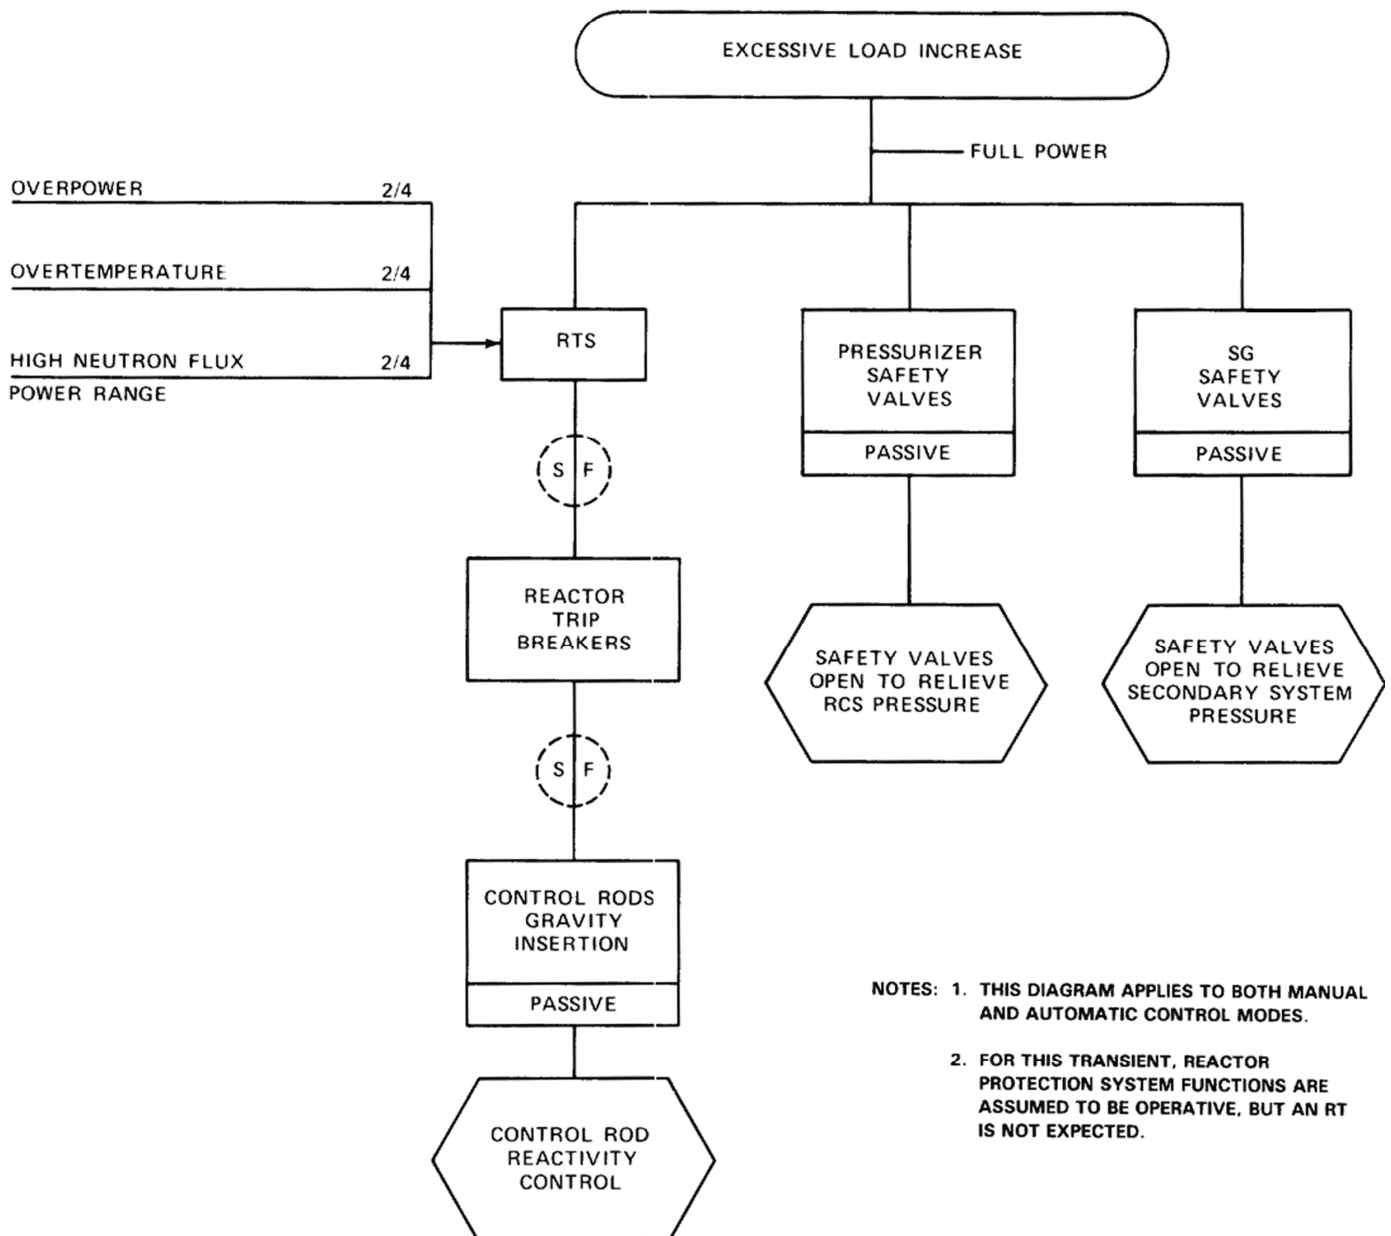 EXCESSIVE LOAD INCREASE
FULL POWER
OVERPOWER 2/4
OVERTEMPERATURE 2/4
HIGH NEUTRON FLUX 2/4
POWER RANGE
RTS
PRESSURIZER
SAFETY
VALVES
PASSIVE
SG
SAFETY
VALVES
PASSIVE
S F
REACTOR
TRIP
BREAKERS
SAFETY VALVES
OPEN TO RELIEVE
RCS PRESSURE
SAFETY VALVES
OPEN TO RELIEVE
SECONDARY SYSTEM
PRESSURE
S F
CONTROL RODS
GRAVITY
INSERTION
PASSIVE
CONTROL ROD
REACTIVITY
CONTROL
NOTES: 1. THIS DIAGRAM APPLIES TO BOTH MANUAL
AND AUTOMATIC CONTROL MODES.
2. FOR THIS TRANSIENT, REACTOR
PROTECTION SYSTEM FUNCTIONS ARE
ASSUMED TO BE OPERATIVE, BUT AN RT
IS NOT EXPECTED.